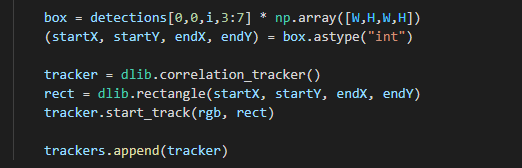 box = detections[0,0,i,3:7] * np.array([W,H,W,H])
(startX, startY, endX, endY) = box.astype("int")
tracker = dlib.correlation_tracker()
rect = dlib.rectangle(startX, startY, endX, endY)
tracker.start_track(rgb, rect)
trackers.append(tracker)